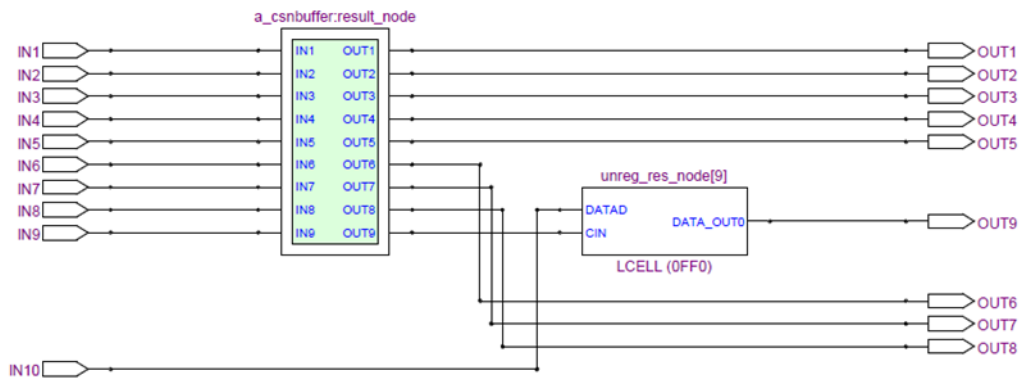 a_csnbuffer:result_node
IN1 IN1 OUT1 OUT1
IN2 IN2 OUT2 OUT2
IN3 IN3 OUT3 OUT3
IN4 IN4 OUT4 OUT4
IN5 IN5 OUT5 OUT5
IN6 IN6 OUT6
unreg_res_node[9]
IN7 IN7 OUT7
IN8 IN8 OUT8 DATAD
DATA_OUT0 OUT9
IN9 IN9 OUT9 CIN
LCELL (0FF0)
OUT6
OUT7
OUT8
IN10